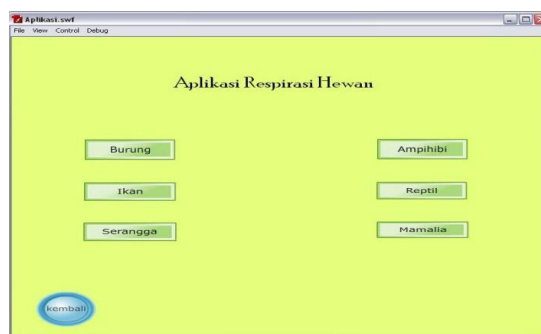 Aplikasi.swf
File View Control Debug
Aplikasi Respirasi Hewan
Burung
Ampihibi
Ikan
Reptil
Serangga
Mamalia
kembali